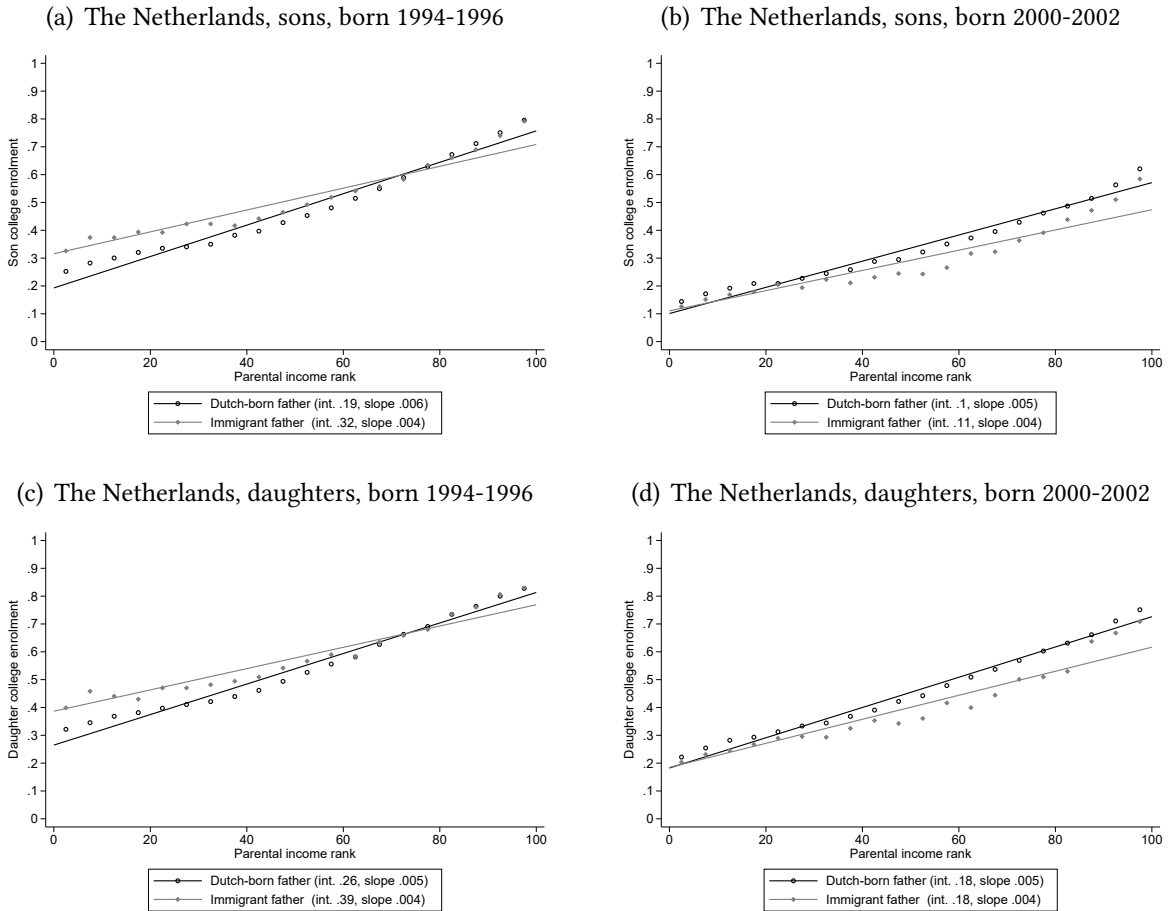 (a) The Netherlands, sons, born 1994-1996
1
.9
.8
.7
.6
.5
.4
.3
.2
.1
0
Son college enrolment
0 20 40 60 80 100
Parental income rank
Dutch-born father (int. .19, slope .006)
Immigrant father (int. .32, slope .004)
(b) The Netherlands, sons, born 2000-2002
1
.9
.8
.7
.6
.5
.4
.3
.2
.1
0
Son college enrolment
0 20 40 60 80 100
Parental income rank
Dutch-born father (int. .1, slope .005)
Immigrant father (int. .11, slope .004)
(c) The Netherlands, daughters, born 1994-1996
1
.9
.8
.7
.6
.5
.4
.3
.2
.1
0
Daughter college enrolment
0 20 40 60 80 100
Parental income rank
Dutch-born father (int. .26, slope .005)
Immigrant father (int. .39, slope .004)
(d) The Netherlands, daughters, born 2000-2002
1
.9
.8
.7
.6
.5
.4
.3
.2
.1
0
Daughter college enrolment
0 20 40 60 80 100
Parental income rank
Dutch-born father (int. .18, slope .005)
Immigrant father (int. .18, slope .004)